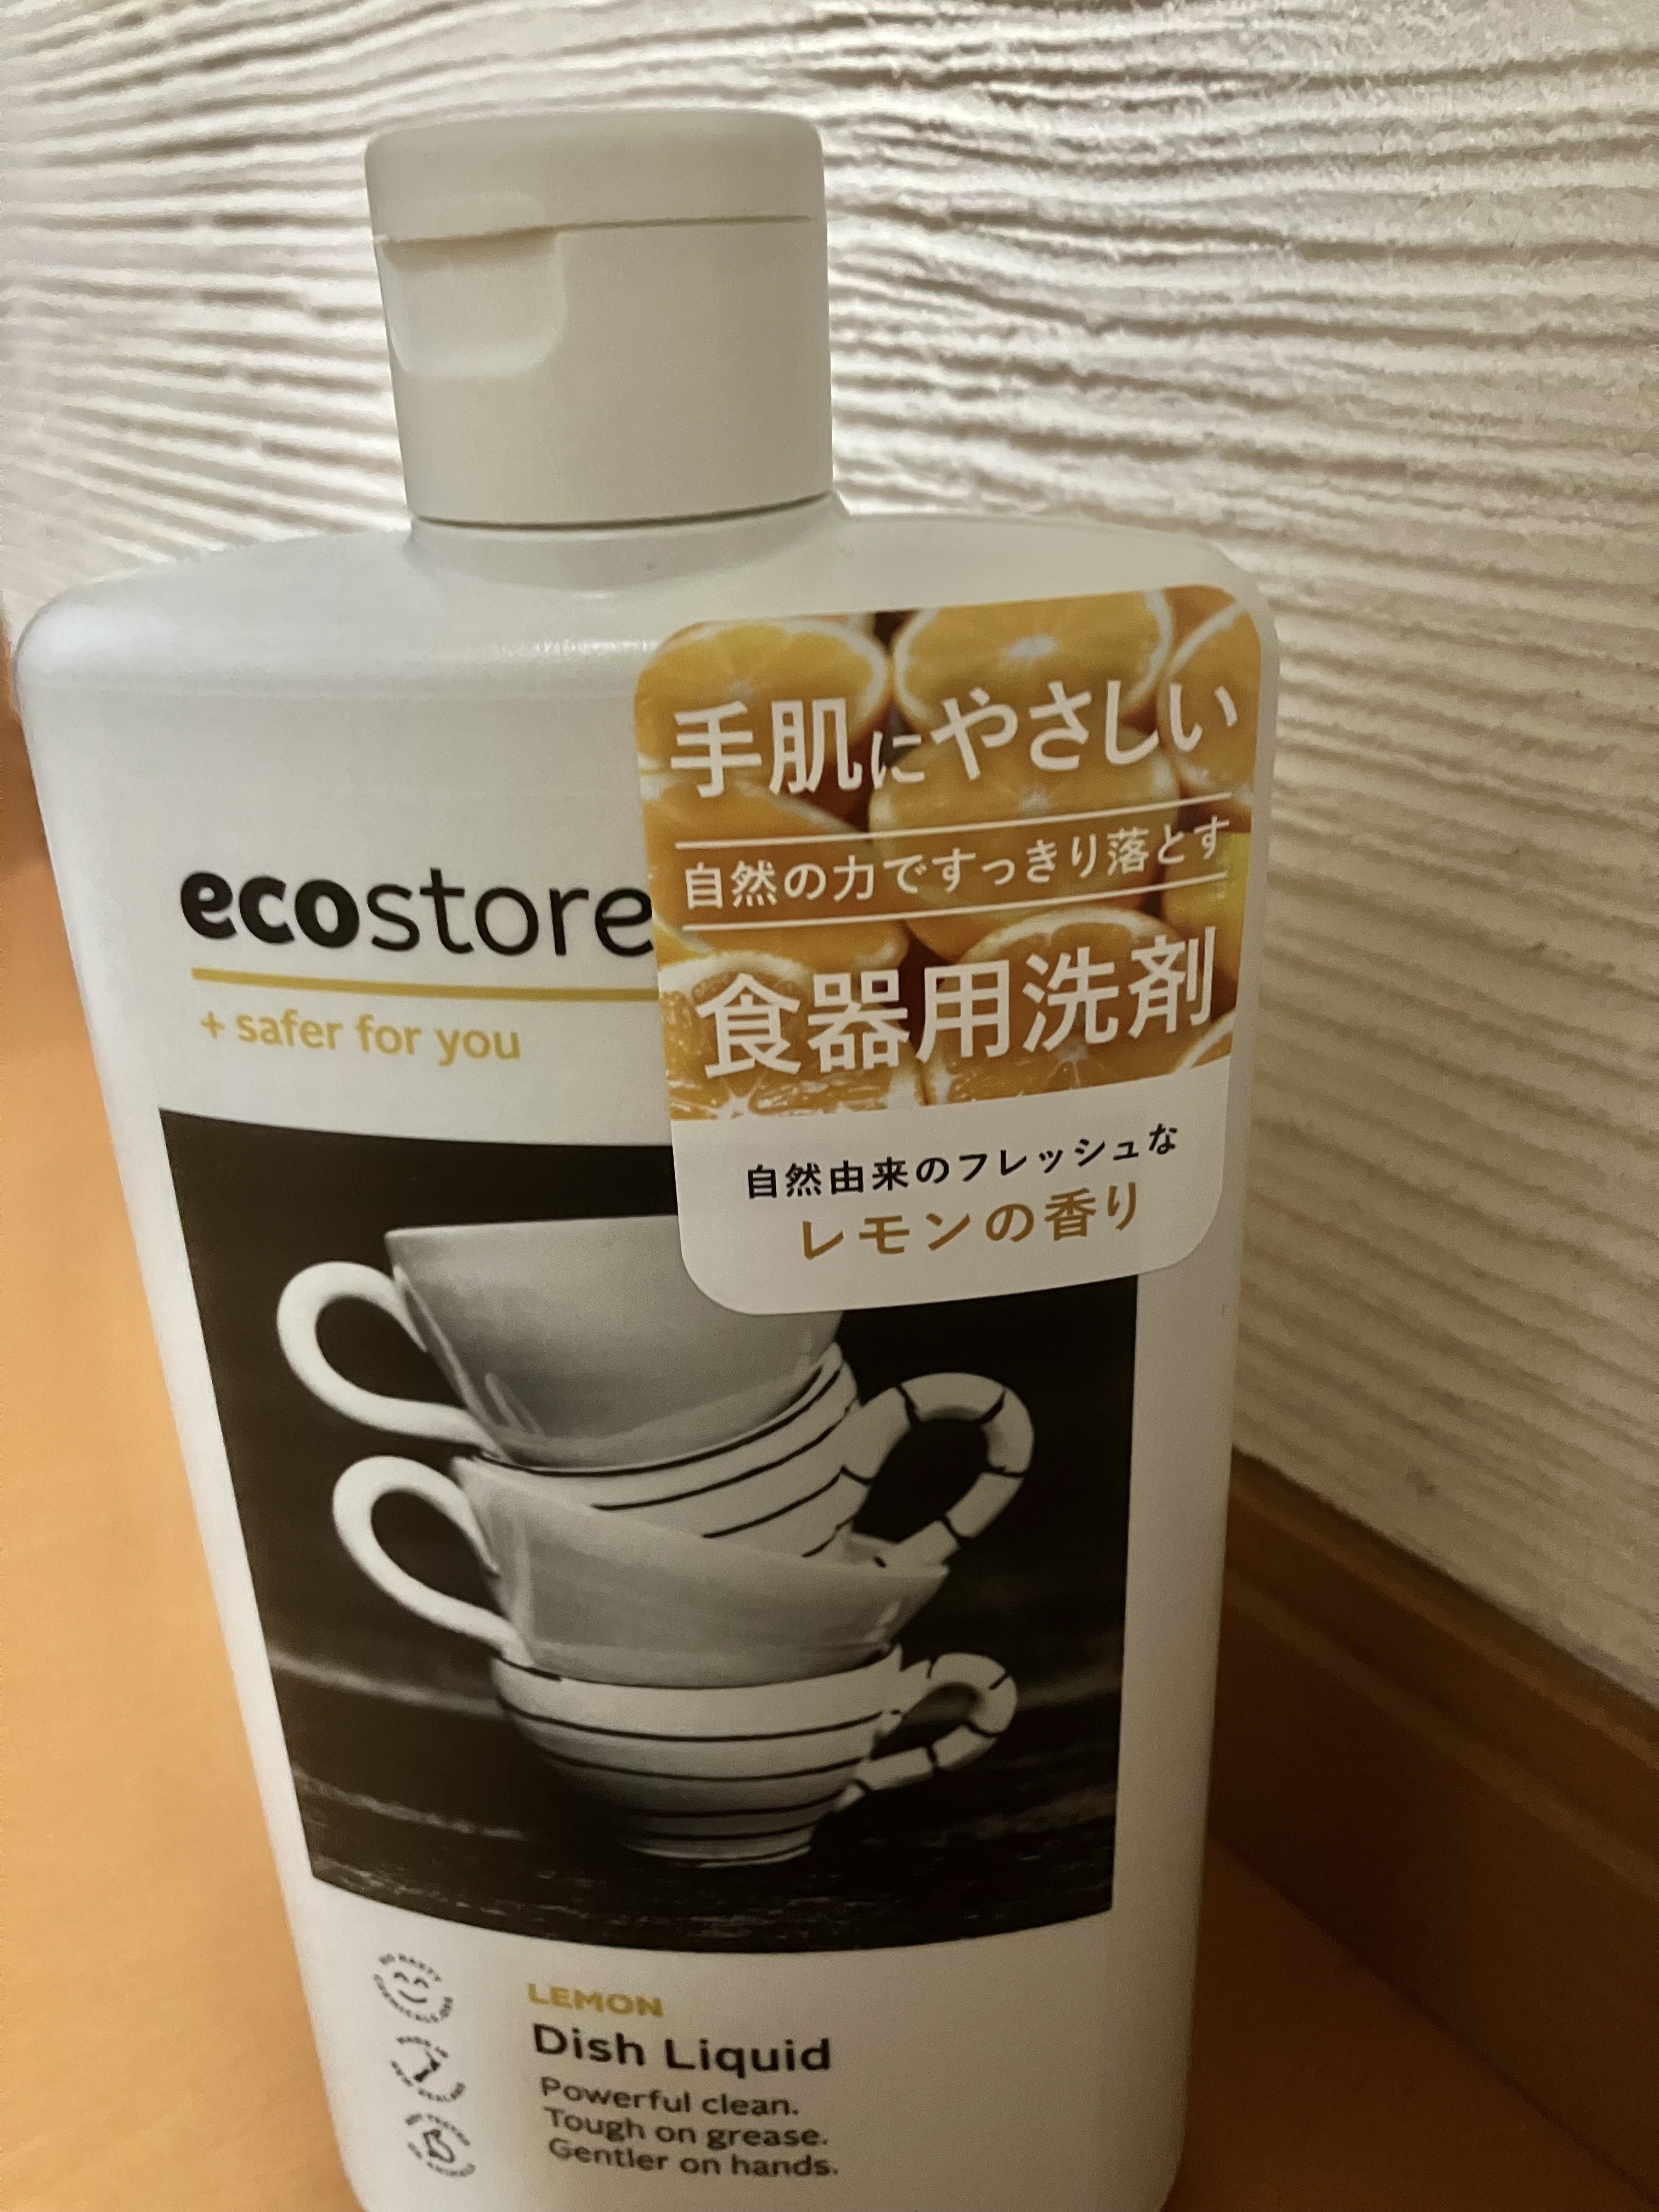 ecostore
+ safer for you
手肌にやさしい
自然の力ですっきり落とす
食器用洗剤
自然由来のフレッシュな
レモンの香り
LEMON
Dish Liquid
Powerful clean.
Tough on grease.
Gentler on hands.